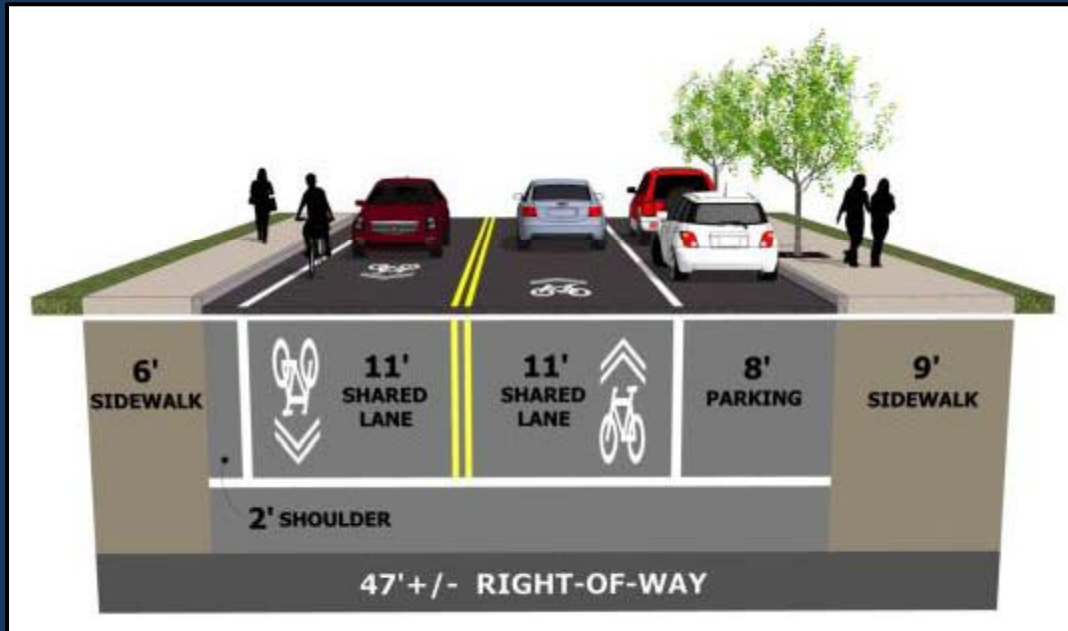 6'
SIDEWALK
11'
SHARED
LANE
11'
SHARED
LANE
8'
PARKING
9'
SIDEWALK
2' SHOULDER
47'+/- RIGHT-OF-WAY